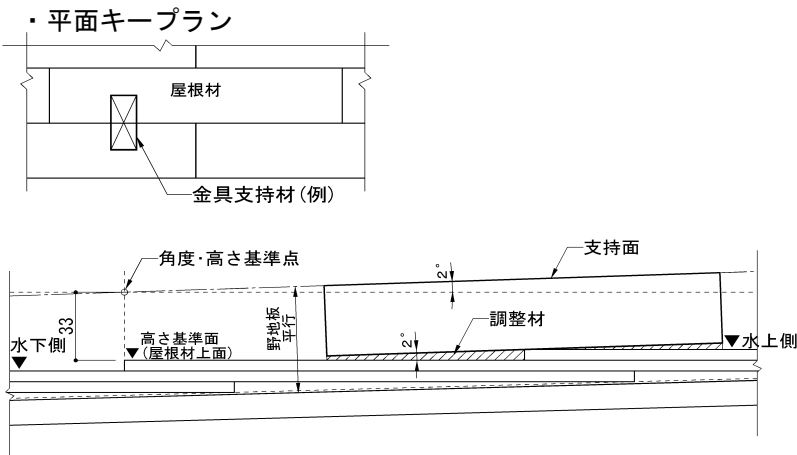 ・平面キープラン
屋根材
金具支持材(例)
角度・高さ基準点
支持面
2°
33
野地板
平行
高さ基準面
(屋根材上面)
2°
調整材
水下側
水上側